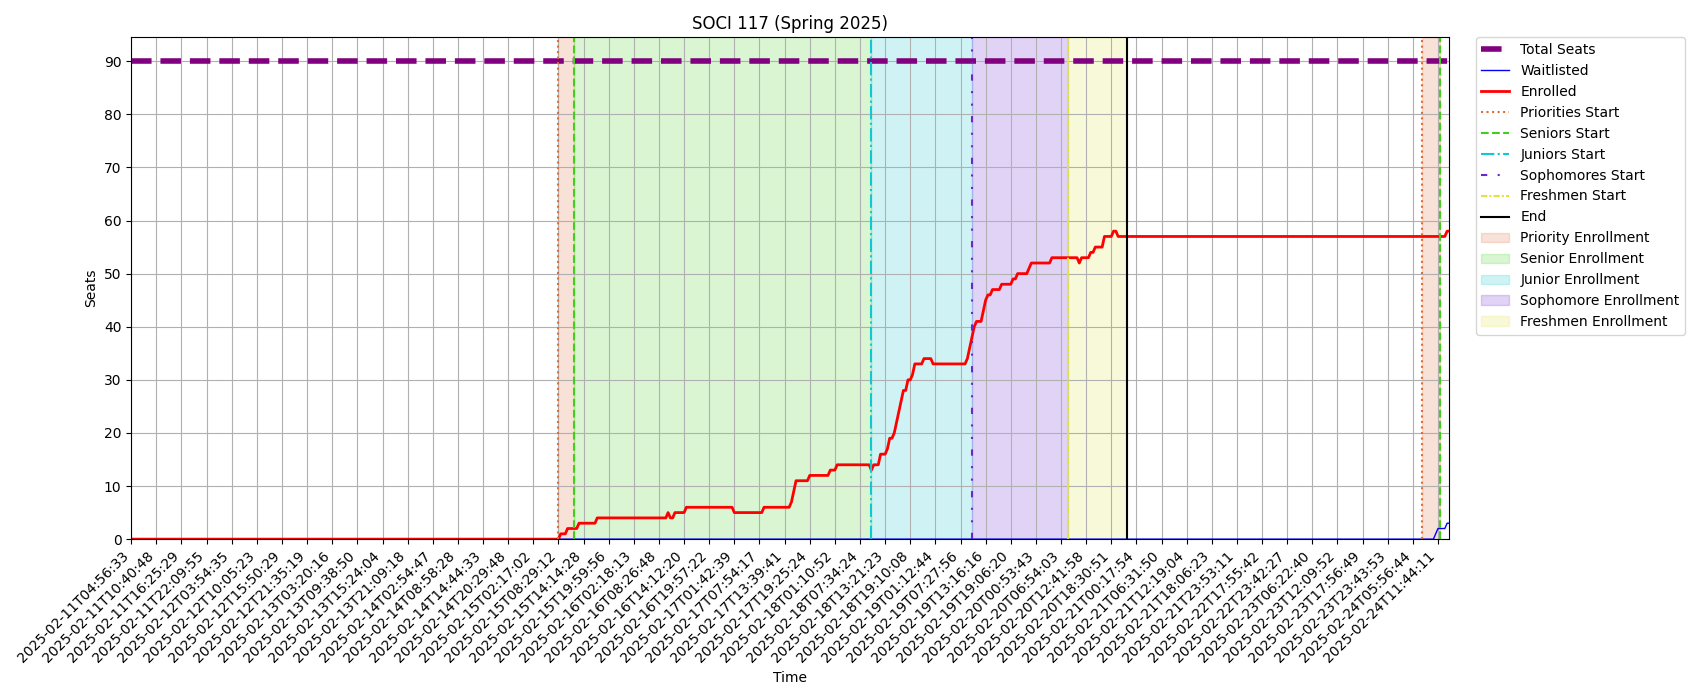 SOCI 117 (Spring 2025)
Seats
90
80
70
60
50
40
30
20
10
0
2025-02-11T04:56:33
2025-02-11T10:40:48
2025-02-11T16:25:29
2025-02-11T22:09:55
2025-02-12T03:54:35
2025-02-12T10:05:23
2025-02-12T15:50:29
2025-02-12T21:35:19
2025-02-13T03:20:16
2025-02-13T09:38:50
2025-02-13T15:24:04
2025-02-13T21:09:18
2025-02-14T02:54:47
2025-02-14T08:58:28
2025-02-14T14:44:33
2025-02-14T20:29:48
2025-02-15T02:17:02
2025-02-15T08:29:12
2025-02-15T14:14:28
2025-02-15T19:59:56
2025-02-16T02:18:13
2025-02-16T08:26:48
2025-02-16T14:12:20
2025-02-16T19:57:22
2025-02-17T01:42:39
2025-02-17T07:54:17
2025-02-17T13:39:41
2025-02-17T19:25:24
2025-02-18T01:10:52
2025-02-18T07:34:24
2025-02-18T13:21:23
2025-02-18T19:10:08
2025-02-19T01:12:44
2025-02-19T07:27:56
2025-02-19T13:16:16
2025-02-19T19:06:20
2025-02-20T00:53:43
2025-02-20T06:54:03
2025-02-20T12:41:58
2025-02-20T18:30:51
2025-02-21T00:17:54
2025-02-21T06:31:50
2025-02-21T12:19:04
2025-02-21T18:06:23
2025-02-21T23:53:11
2025-02-22T17:55:42
2025-02-22T23:42:27
2025-02-23T06:22:40
2025-02-23T12:09:52
2025-02-23T17:56:49
2025-02-23T23:43:53
2025-02-24T05:56:44
2025-02-24T11:44:11
Time
Total Seats
Waitlisted
Enrolled
Priorities Start
Seniors Start
Juniors Start
Sophomores Start
Freshmen Start
End
Priority Enrollment
Senior Enrollment
Junior Enrollment
Sophomore Enrollment
Freshmen Enrollment